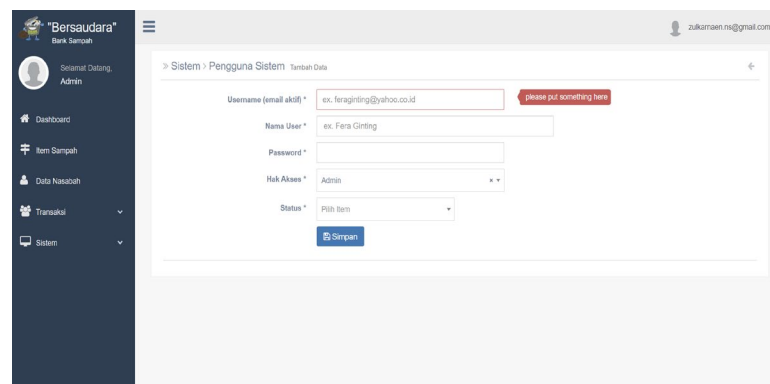 "Bersaudara"
Bank Sampah
Selamat Datang,
Admin
Dashboard
Item Sampah
Data Nasabah
Transaksi
Sistem
zulkarnaen.ns@gmail.com
» Sistem > Pengguna Sistem Tambah Data
Username (email aktif) * ex. feraginting@yahoo.co.id please put something here
Nama User * ex. Fera Ginting
Password *
Hak Akses * Admin
Status * Pilih Item
Simpan